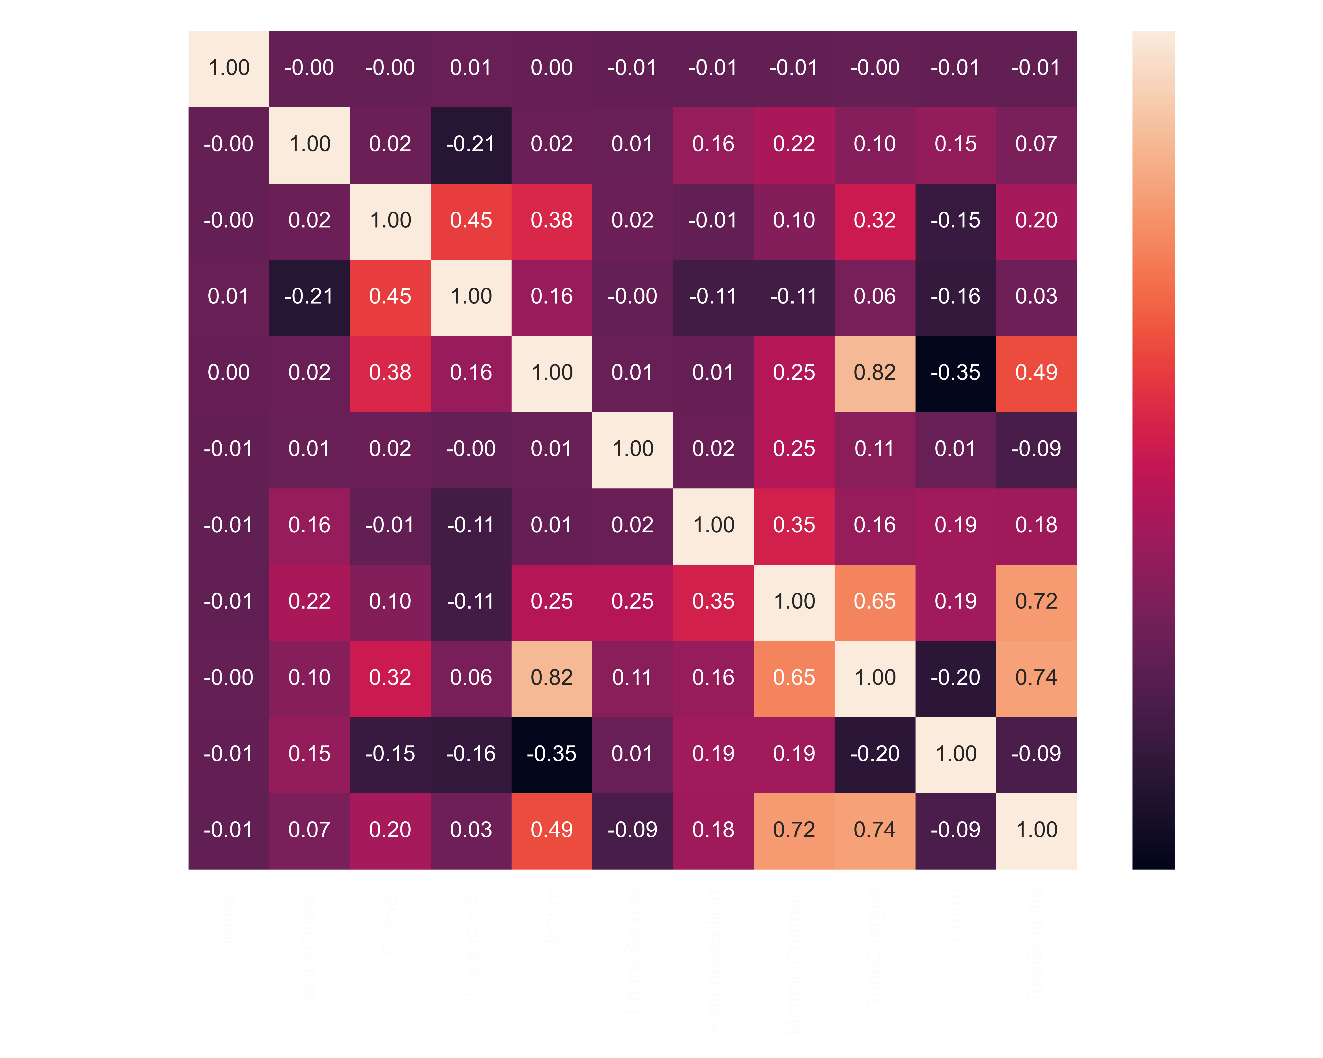 1.00 -0.00 -0.00 0.01 0.00 -0.01 -0.01 -0.01 -0.00 -0.01 -0.01
-0.00 1.00 0.02 -0.21 0.02 0.01 0.16 0.22 0.10 0.15 0.07
-0.00 0.02 1.00 0.45 0.38 0.02 -0.01 0.10 0.32 -0.15 0.20
0.01 -0.21 0.45 1.00 0.16 -0.00 -0.11 -0.11 0.06 -0.16 0.03
0.00 0.02 0.38 0.16 1.00 0.01 0.01 0.25 0.82 -0.35 0.49
-0.01 0.01 0.02 -0.00 0.01 1.00 0.02 0.25 0.11 0.01 -0.09
-0.01 0.16 -0.01 -0.11 0.01 0.02 1.00 0.35 0.16 0.19 0.18
-0.01 0.22 0.10 -0.11 0.25 0.25 0.35 1.00 0.65 0.19 0.72
-0.00 0.10 0.32 0.06 0.82 0.11 0.16 0.65 1.00 -0.20 0.74
-0.01 0.15 -0.15 -0.16 -0.35 0.01 0.19 0.19 -0.20 1.00 -0.09
-0.01 0.07 0.20 0.03 0.49 -0.09 0.18 0.72 0.74 -0.09 1.00